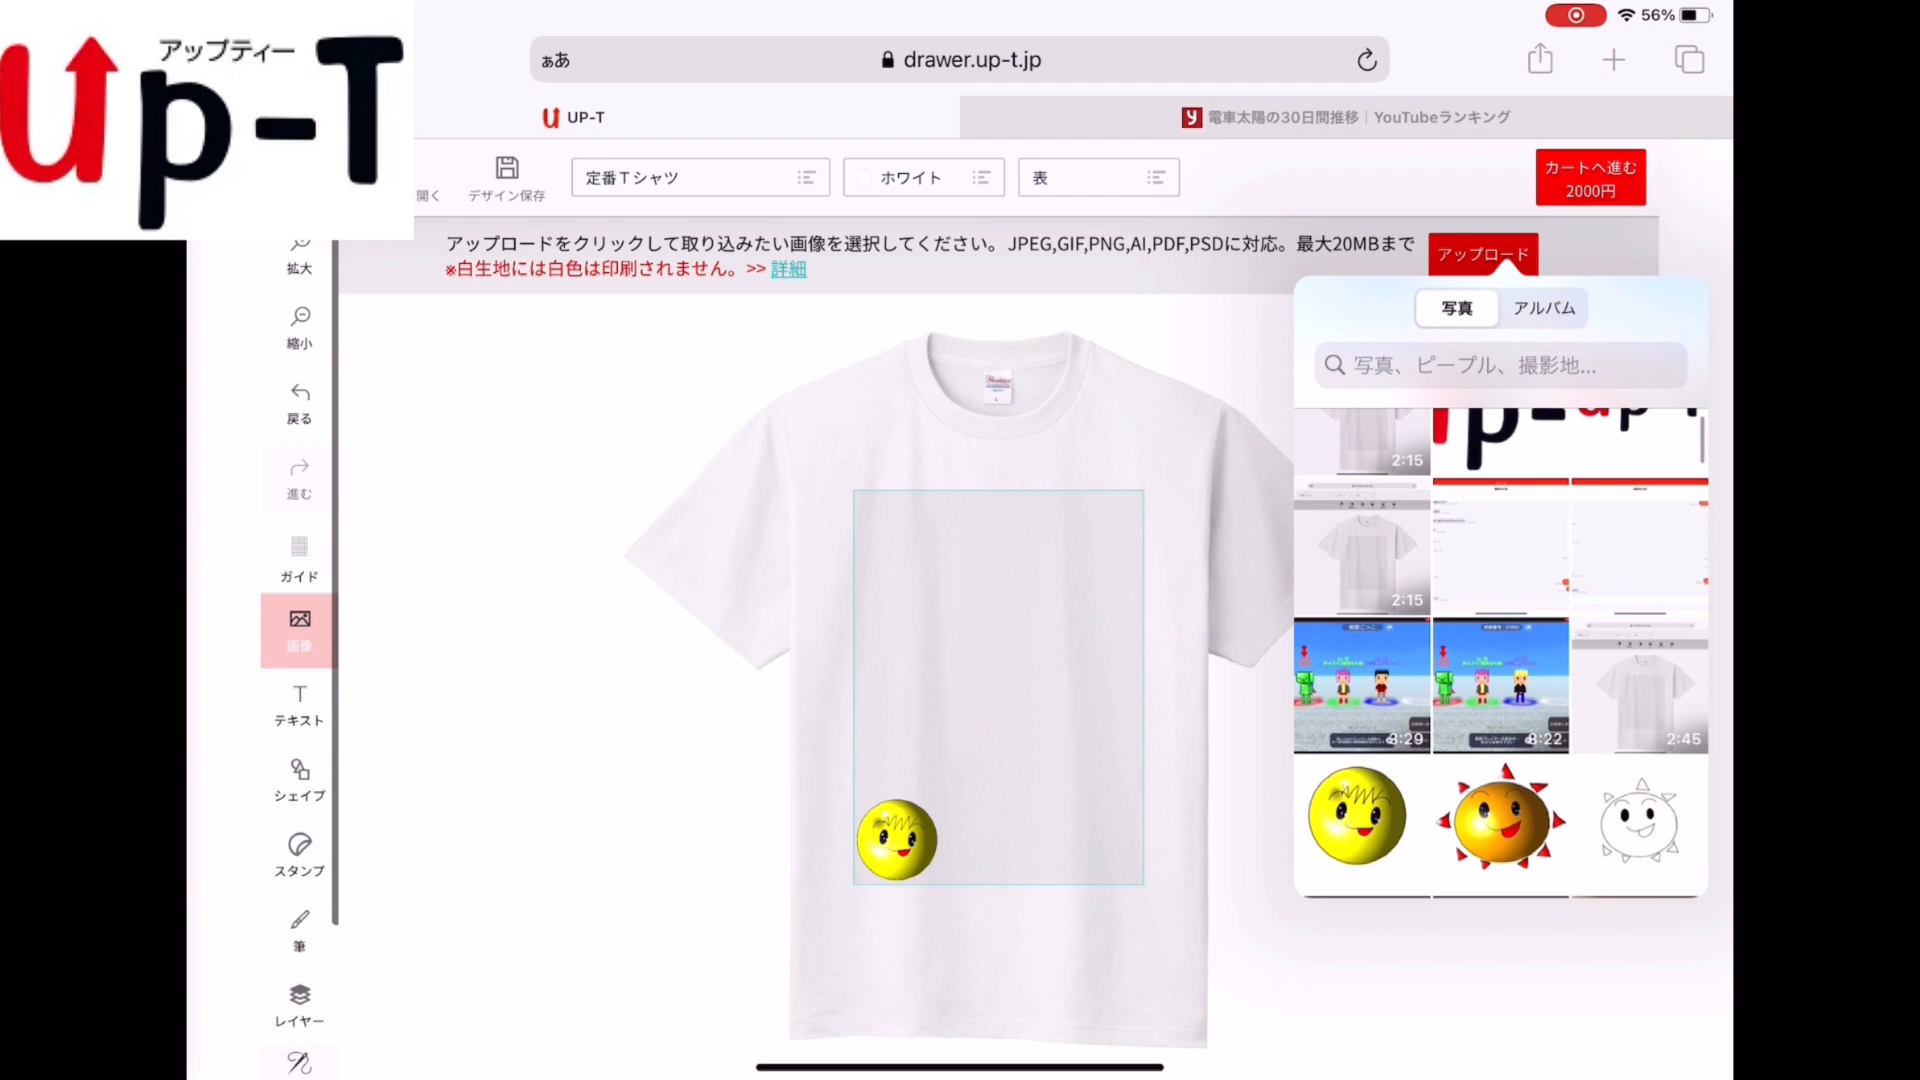 アップティー
Up-T
56%
ぁあ
drawer.up-t.jp
UP-T
電車太陽の30日間推移｜YouTubeランキング
開く
デザイン保存
定番Tシャツ
ホワイト
表
カートへ進む
2000円
アップロードをクリックして取り込みたい画像を選択してください。JPEG,GIF,PNG,AI,PDF,PSDに対応。最大20MBまで
※白生地には白色は印刷されません。>> 詳細
アップロード
拡大
縮小
戻る
進む
ガイド
画像
テキスト
シェイプ
スタンプ
筆
レイヤー
写真
アルバム
写真、ピープル、撮影地...
2:15
2:15
8:29
8:22
2:45